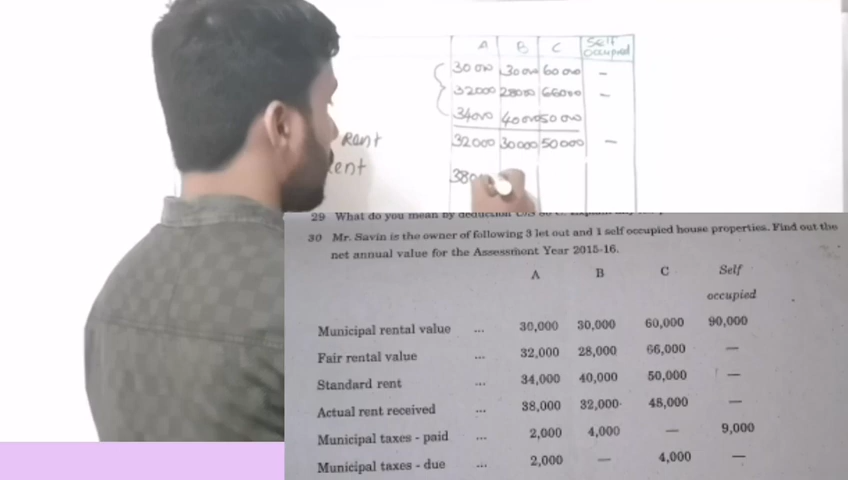 A B C Self occupied
30000 30000 60000 -
32000 28000 66000 -
34000 40000 50000
Rant 32000 30000 50000 -
ent 380
29 What do you mean by deduction U/S 80 C.
30 Mr. Savin is the owner of following 3 let out and 1 self occupied house properties. Find out the
net annual value for the Assessment Year 2015-16.
A B C Self
occupied
Municipal rental value ... 30,000 30,000 60,000 90,000
Fair rental value ... 32,000 28,000 66,000 —
Standard rent ... 34,000 40,000 50,000 —
Actual rent received ... 38,000 32,000 48,000 —
Municipal taxes - paid ... 2,000 4,000 — 9,000
Municipal taxes - due ... 2,000 — 4,000 —